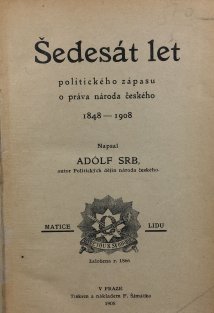 Šedesát let
politického zápasu
o práva národa českého
1848 — 1908
Napsal
ADOLF SRB,
autor Politických dějin národa českého.
MATICE LIDU
Založena r. 1866
V PRAZE
Tiskem a nákladem F. Šimáčka
1908